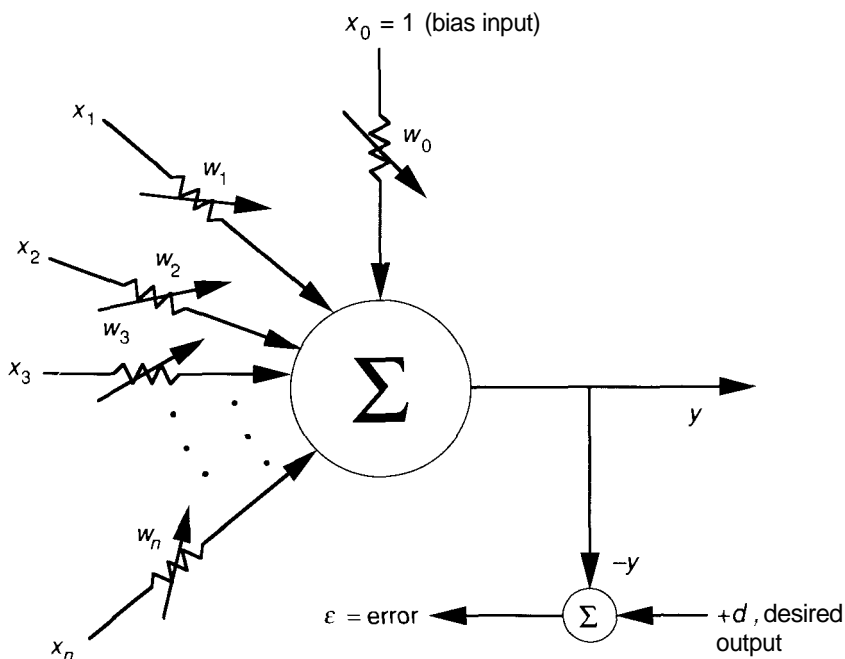 x₀ = 1 (bias input)
x₁
w₀
w₁
x₂
w₂
w₃
x₃
Σ
y
wₙ
−y
ε = error
Σ
+d , desired
output
xₙ